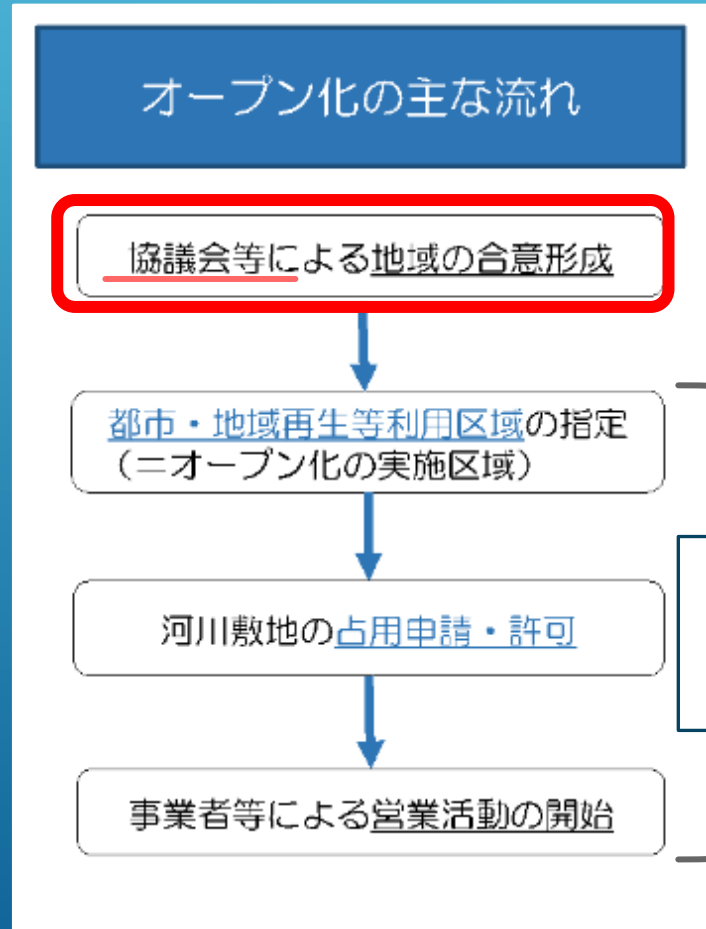 オープン化の主な流れ
協議会等による地域の合意形成
都市・地域再生等利用区域の指定
（＝オープン化の実施区域）
河川敷地の占用申請・許可
事業者等による営業活動の開始